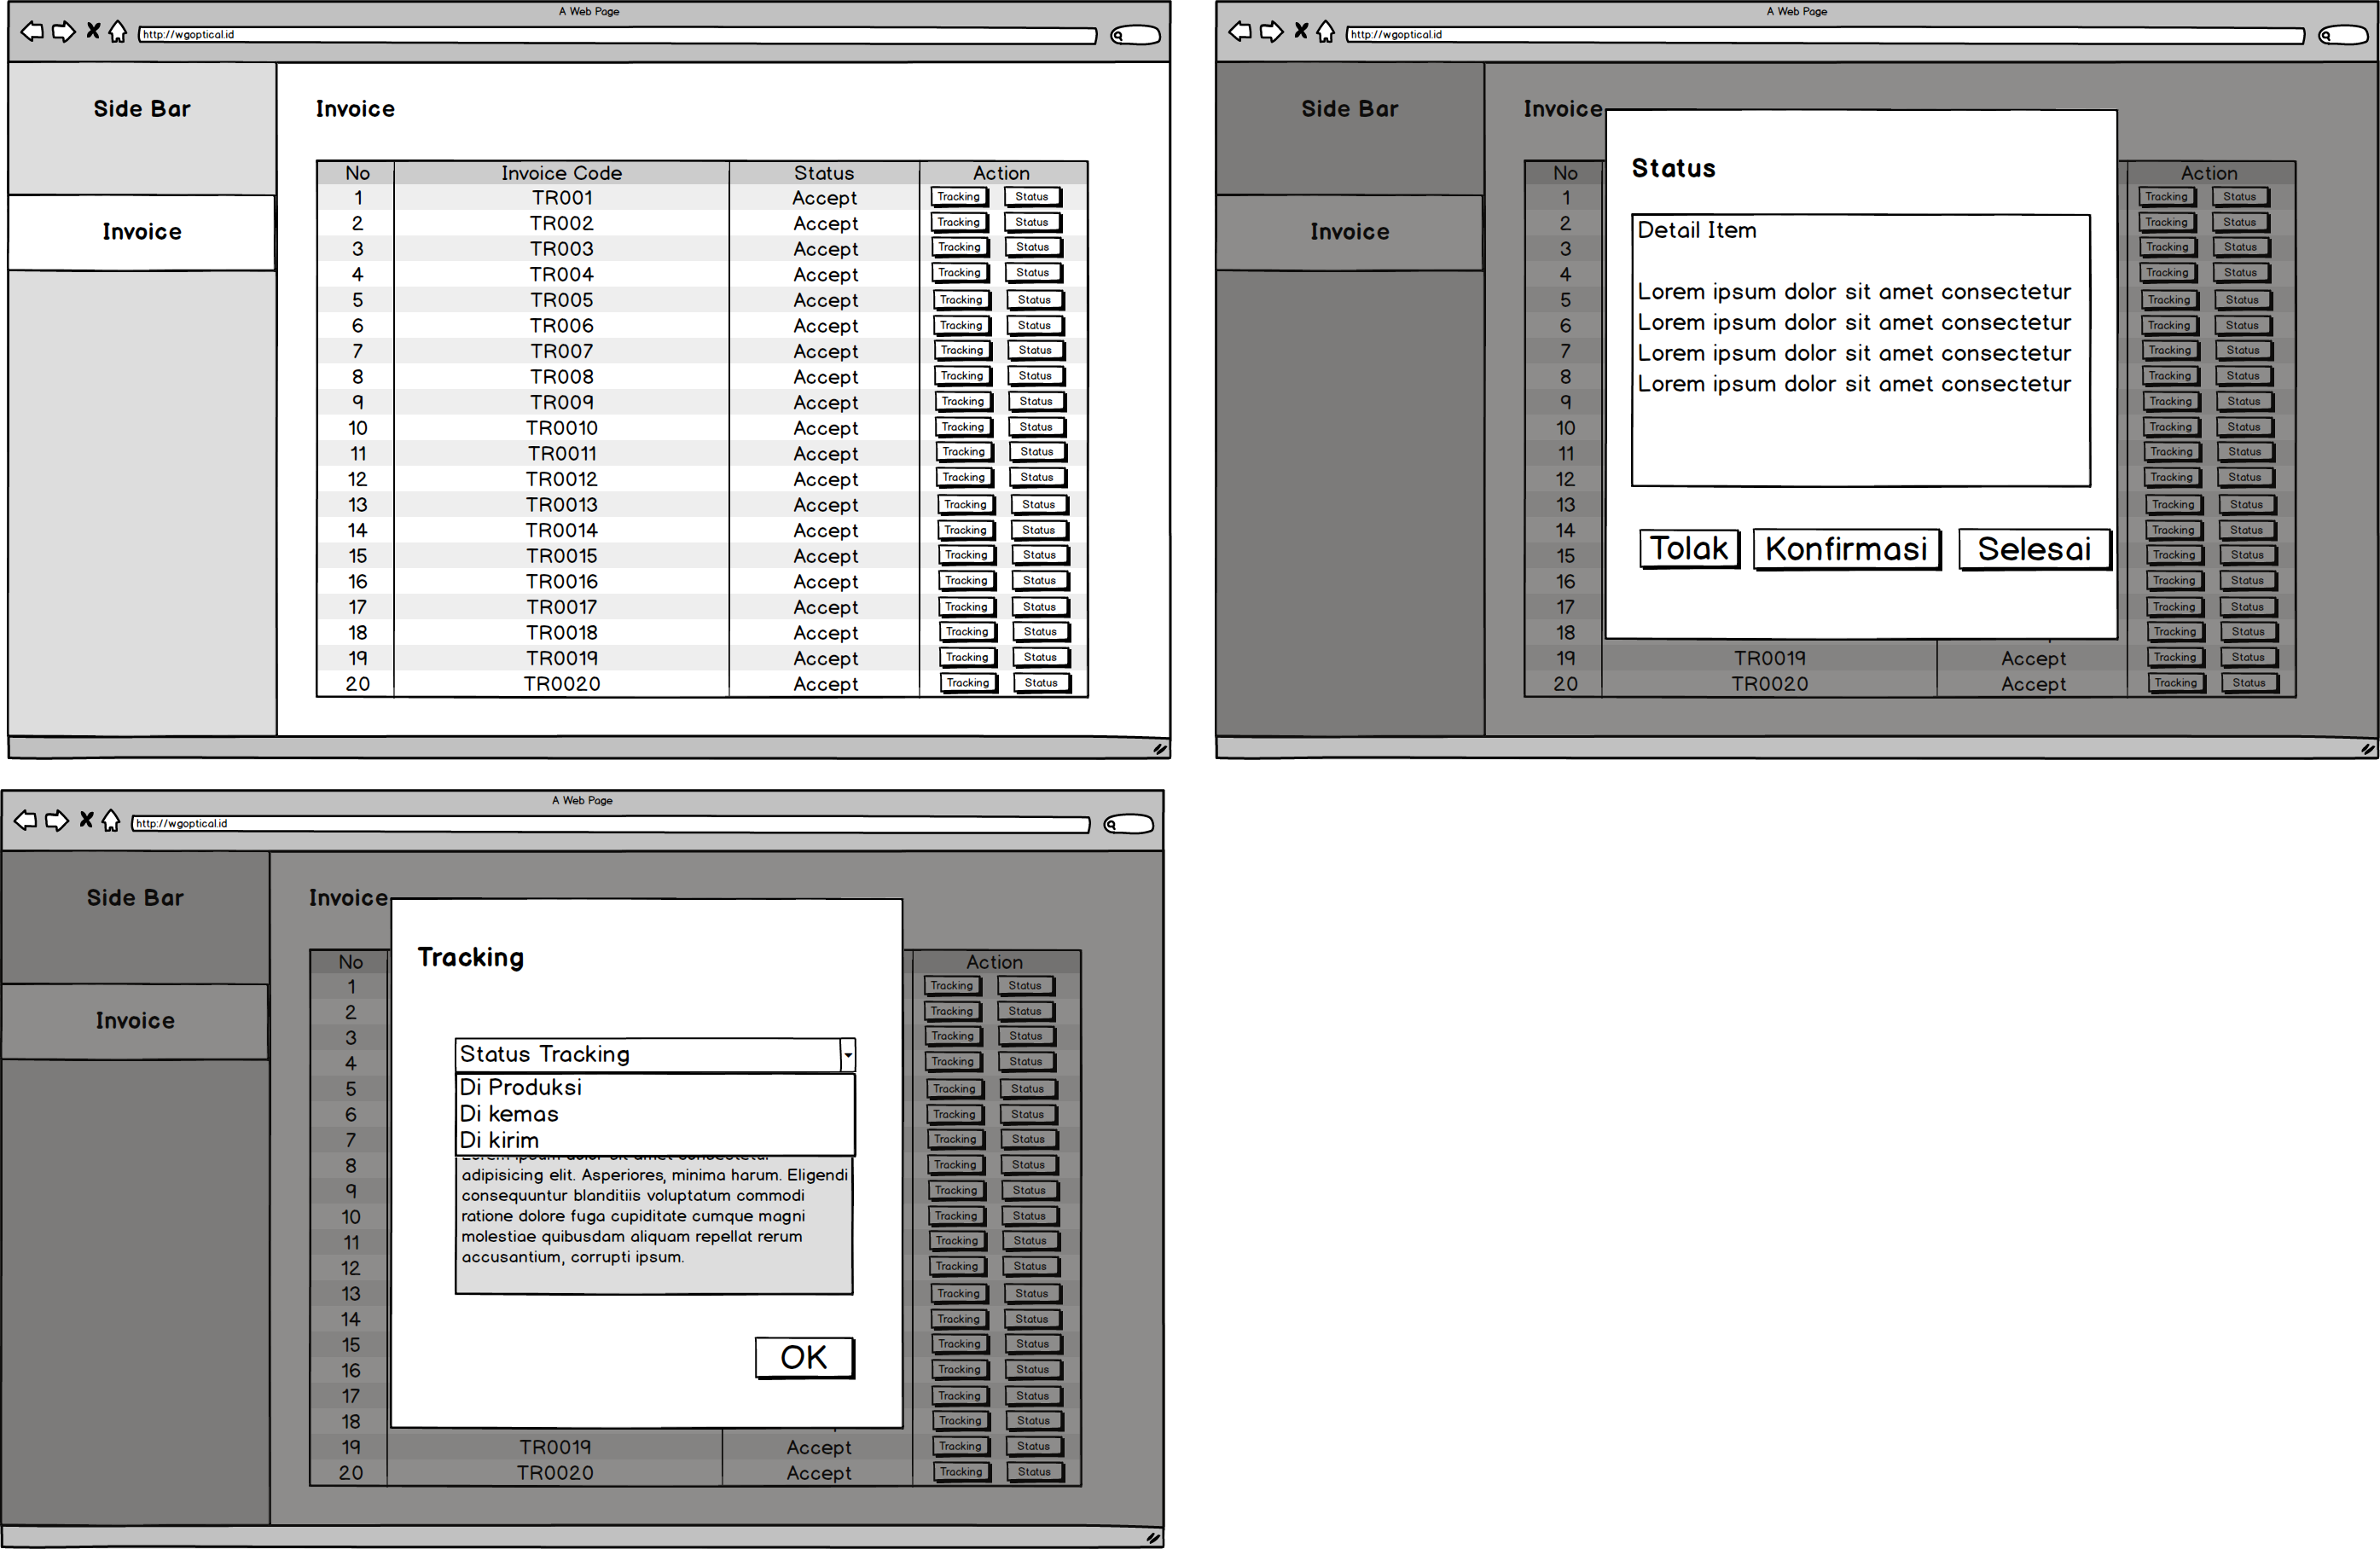 A Web Page
http://wgoptical.id
Side Bar
Invoice
Invoice
No Invoice Code Status Action
1 TR001 Accept Tracking Status
2 TR002 Accept Tracking Status
3 TR003 Accept Tracking Status
4 TR004 Accept Tracking Status
5 TR005 Accept Tracking Status
6 TR006 Accept Tracking Status
7 TR007 Accept Tracking Status
8 TR008 Accept Tracking Status
9 TR009 Accept Tracking Status
10 TR0010 Accept Tracking Status
11 TR0011 Accept Tracking Status
12 TR0012 Accept Tracking Status
13 TR0013 Accept Tracking Status
14 TR0014 Accept Tracking Status
15 TR0015 Accept Tracking Status
16 TR0016 Accept Tracking Status
17 TR0017 Accept Tracking Status
18 TR0018 Accept Tracking Status
19 TR0019 Accept Tracking Status
20 TR0020 Accept Tracking Status
A Web Page
http://wgoptical.id
Side Bar
Invoice
Invoice
Status
Detail Item
Lorem ipsum dolor sit amet consectetur
Lorem ipsum dolor sit amet consectetur
Lorem ipsum dolor sit amet consectetur
Lorem ipsum dolor sit amet consectetur
Tolak Konfirmasi Selesai
No Action
1 Tracking Status
2 Tracking Status
3 Tracking Status
4 Tracking Status
5 Tracking Status
6 Tracking Status
7 Tracking Status
8 Tracking Status
9 Tracking Status
10 Tracking Status
11 Tracking Status
12 Tracking Status
13 Tracking Status
14 Tracking Status
15 Tracking Status
16 Tracking Status
17 Tracking Status
18 Tracking Status
19 TR0019 Accept Tracking Status
20 TR0020 Accept Tracking Status
A Web Page
http://wgoptical.id
Side Bar
Invoice
Invoice
Tracking
Status Tracking
Di Produksi
Di kemas
Di kirim
Lorem ipsum dolor sit amet consectetur
adipisicing elit. Asperiores, minima harum. Eligendi
consequuntur blanditiis voluptatum commodi
ratione dolore fuga cupiditate cumque magni
molestiae quibusdam aliquam repellat rerum
accusantium, corrupti ipsum.
OK
No Action
1 Tracking Status
2 Tracking Status
3 Tracking Status
4 Tracking Status
5 Tracking Status
6 Tracking Status
7 Tracking Status
8 Tracking Status
9 Tracking Status
10 Tracking Status
11 Tracking Status
12 Tracking Status
13 Tracking Status
14 Tracking Status
15 Tracking Status
16 Tracking Status
17 Tracking Status
18 Tracking Status
19 TR0019 Accept Tracking Status
20 TR0020 Accept Tracking Status